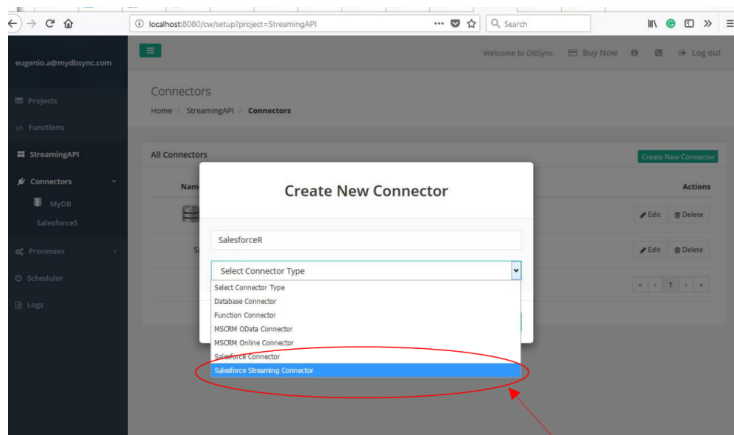 localhost:8080/cw/setup?project=StreamingAPI
Search
eugenio.a@mydbsync.com
Welcome to DBSync.
Buy Now
Log out
Projects
Functions
StreamingAPI
Connectors
MyDB
SalesforceS
Processes
Scheduler
Logs
Connectors
Home / StreamingAPI / Connectors
All Connectors
Create New Connector
Nam
Actions
Edit
Delete
Edit
Delete
« ‹ 1 › »
Create New Connector
SalesforceR
Select Connector Type
Select Connector Type
Database Connector
Function Connector
MSCRM OData Connector
MSCRM Online Connector
Salesforce Connector
Salesforce Streaming Connector